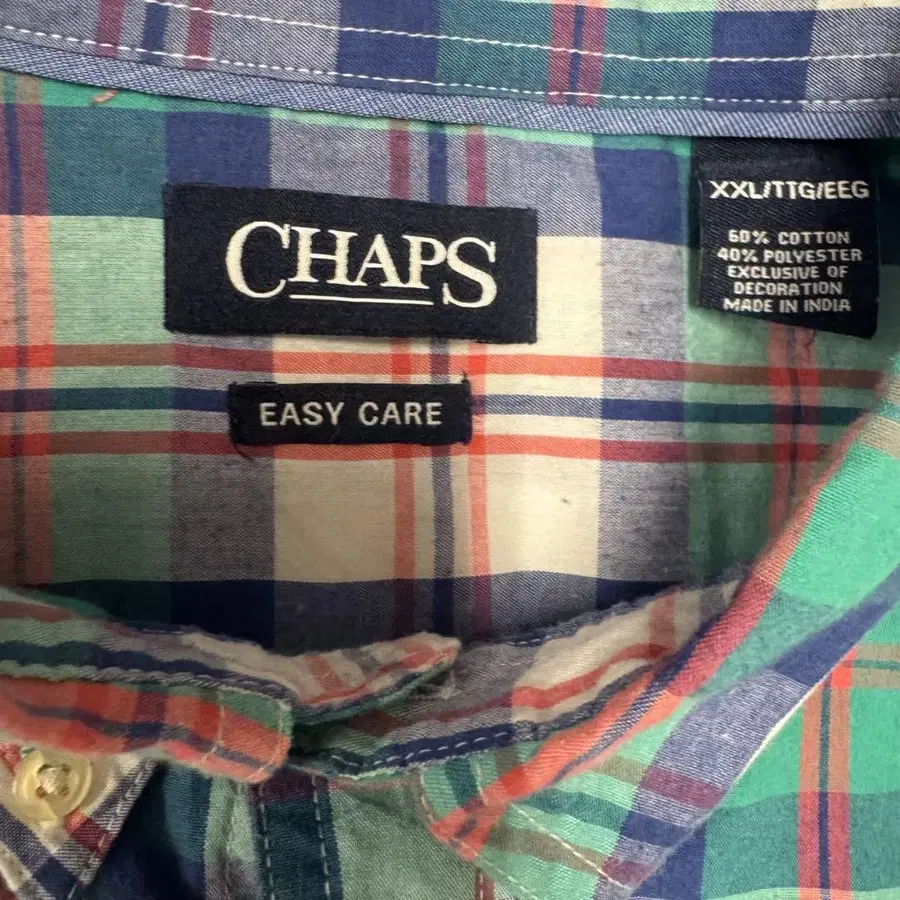 CHAPS
EASY CARE
XXL/TTG/EEG
60% COTTON
40% POLYESTER
EXCLUSIVE OF
DECORATION
MADE IN INDIA